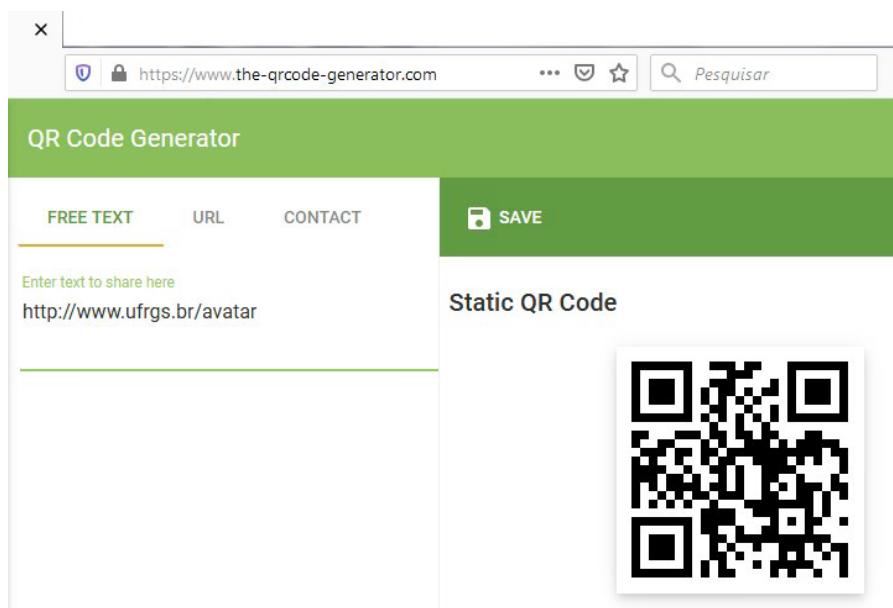 https://www.the-qrcode-generator.com
Pesquisar
QR Code Generator
FREE TEXT URL CONTACT
SAVE
Enter text to share here
http://www.ufrgs.br/avatar
Static QR Code